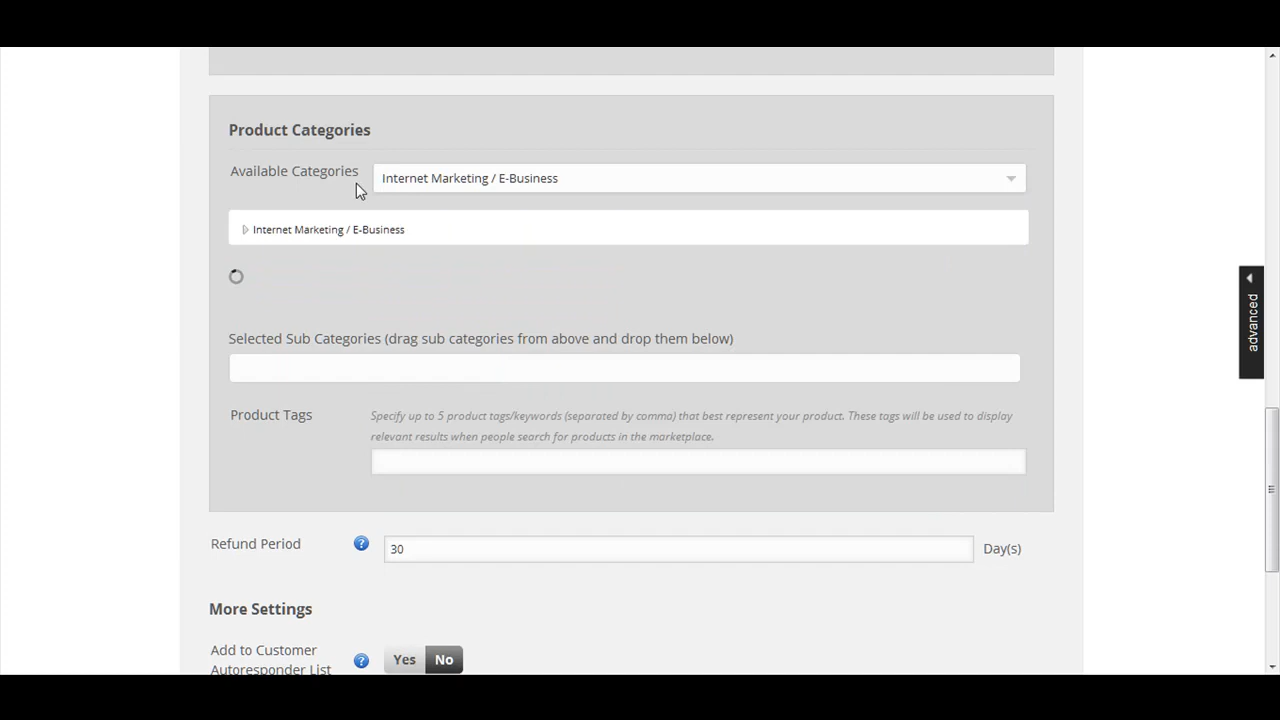 Product Categories
Available Categories
Internet Marketing / E-Business
Internet Marketing / E-Business
Selected Sub Categories (drag sub categories from above and drop them below)
Product Tags
Specify up to 5 product tags/keywords (separated by comma) that best represent your product. These tags will be used to display
relevant results when people search for products in the marketplace.
Refund Period
?
30
Day(s)
More Settings
Add to Customer
Autoresponder List
?
Yes
No
advanced